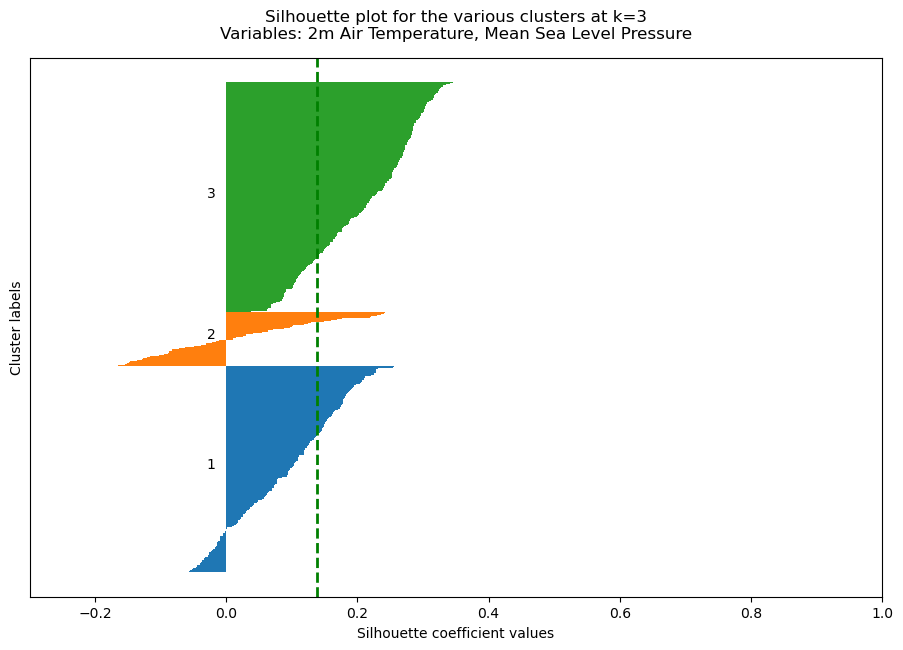 Silhouette plot for the various clusters at k=3
Variables: 2m Air Temperature, Mean Sea Level Pressure
3
2
1
Cluster labels
−0.2 0.0 0.2 0.4 0.6 0.8 1.0
Silhouette coefficient values